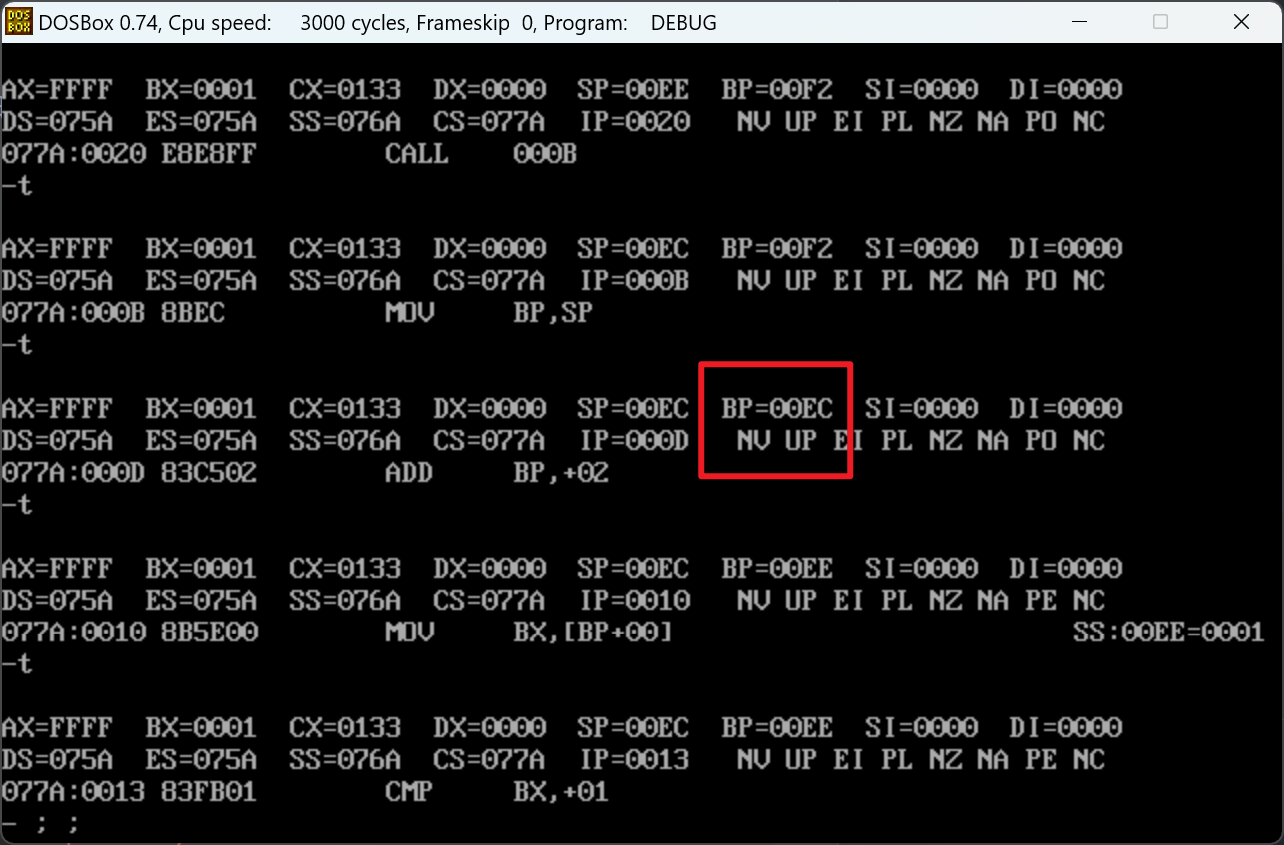 DOSBox 0.74, Cpu speed: 3000 cycles, Frameskip 0, Program: DEBUG
AX=FFFF BX=0001 CX=0133 DX=0000 SP=00EE BP=00F2 SI=0000 DI=0000
DS=075A ES=075A SS=076A CS=077A IP=0020 NV UP EI PL NZ NA PO NC
077A:0020 E8E8FF CALL 000B
-t
AX=FFFF BX=0001 CX=0133 DX=0000 SP=00EC BP=00F2 SI=0000 DI=0000
DS=075A ES=075A SS=076A CS=077A IP=000B NV UP EI PL NZ NA PO NC
077A:000B 8BEC MOV BP,SP
-t
AX=FFFF BX=0001 CX=0133 DX=0000 SP=00EC BP=00EC SI=0000 DI=0000
DS=075A ES=075A SS=076A CS=077A IP=000D NV UP EI PL NZ NA PO NC
077A:000D 83C502 ADD BP,+02
-t
AX=FFFF BX=0001 CX=0133 DX=0000 SP=00EC BP=00EE SI=0000 DI=0000
DS=075A ES=075A SS=076A CS=077A IP=0010 NV UP EI PL NZ NA PE NC
077A:0010 8B5E00 MOV BX,[BP+00] SS:00EE=0001
-t
AX=FFFF BX=0001 CX=0133 DX=0000 SP=00EC BP=00EE SI=0000 DI=0000
DS=075A ES=075A SS=076A CS=077A IP=0013 NV UP EI PL NZ NA PE NC
077A:0013 83FB01 CMP BX,+01
- ; ;